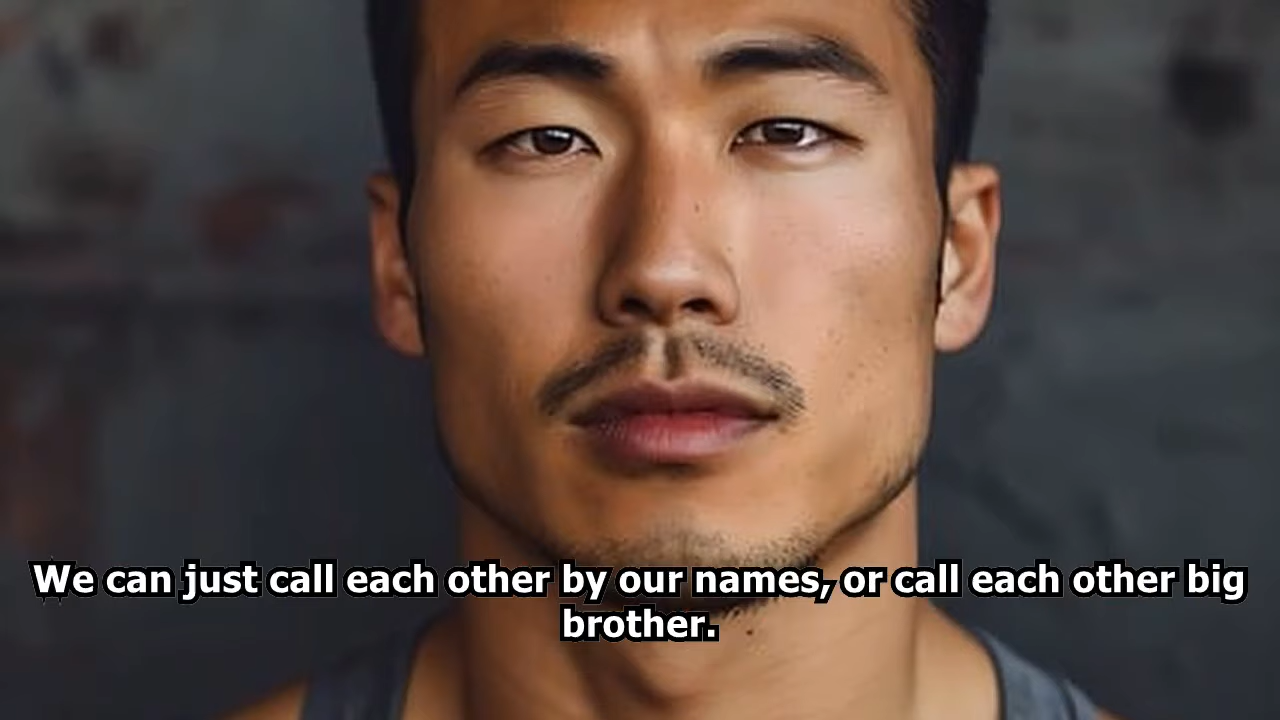 We can just call each other by our names, or call each other big
brother.